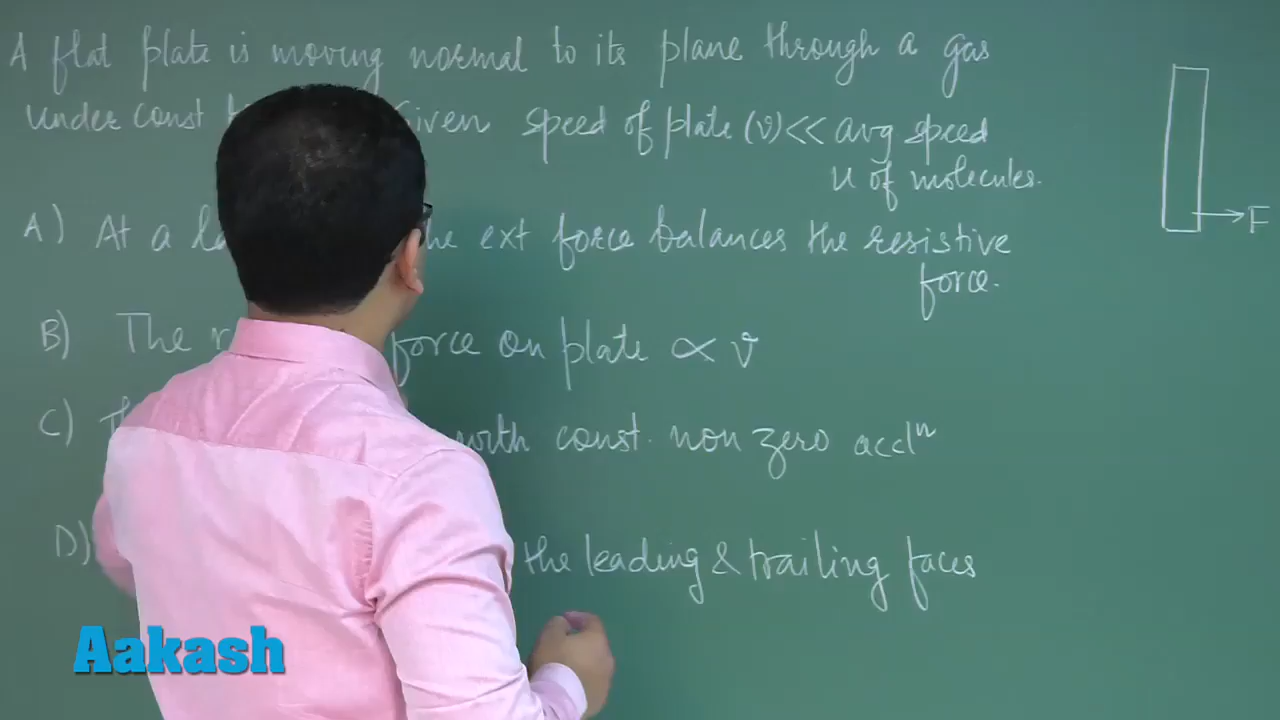 A flat plate is moving normal to its plane through a gas
under const Given speed of plate (v) << avg speed
u of molecules.
A) At a ext force balances the resistive
force.
B) The force on plate ∝ v
C) with const. non zero accⁿ
D) the leading & trailing faces
F
Aakash